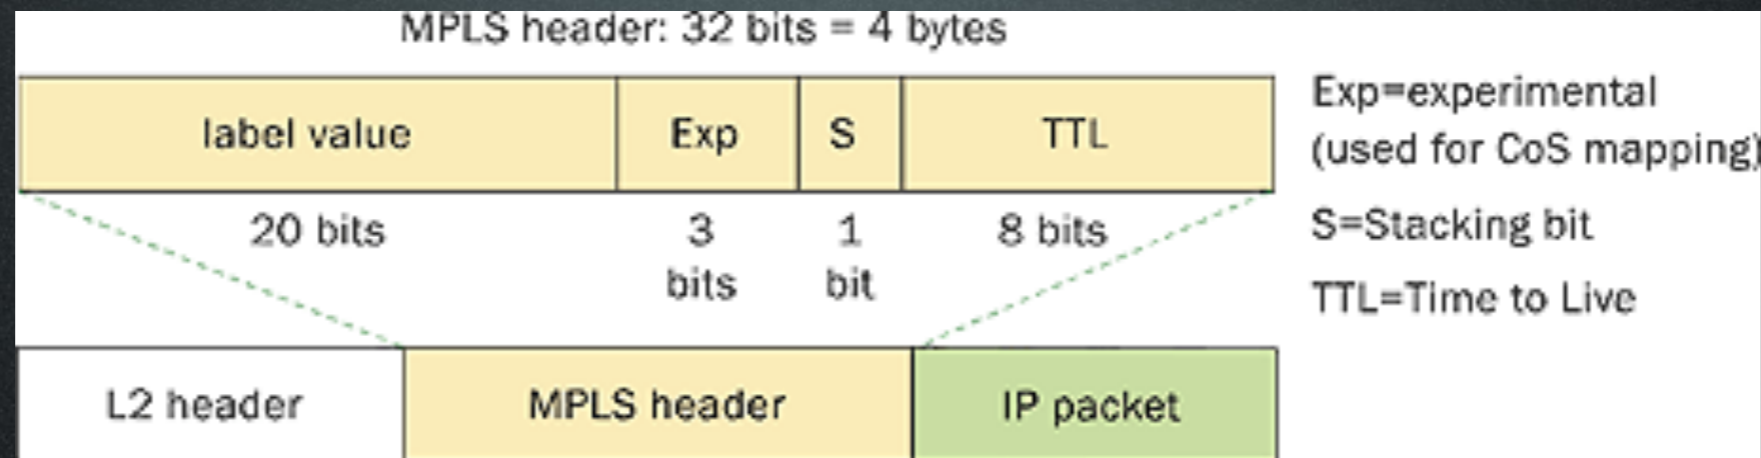 MPLS header: 32 bits = 4 bytes
label value
Exp
S
TTL
20 bits
3
bits
1
bit
8 bits
Exp=experimental
(used for CoS mapping)
S=Stacking bit
TTL=Time to Live
L2 header
MPLS header
IP packet